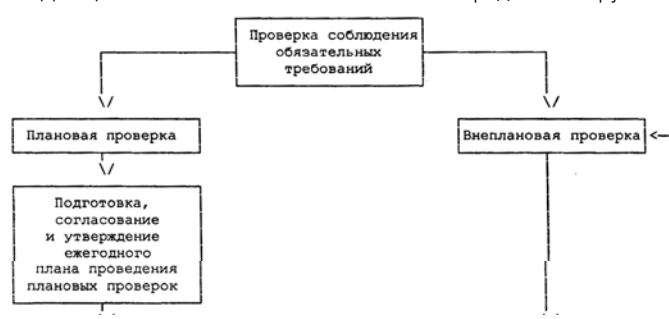 Проверка соблюдения
обязательных
требований
Плановая проверка
Внеплановая проверка
Подготовка,
согласование
и утверждение
ежегодного
плана проведения
плановых проверок